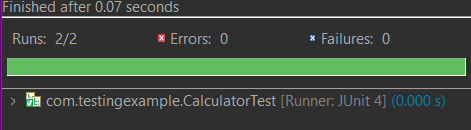 Finished after 0.07 seconds
Runs: 2/2 Errors: 0 Failures: 0
com.testingexample.CalculatorTest [Runner: JUnit 4] (0.000 s)